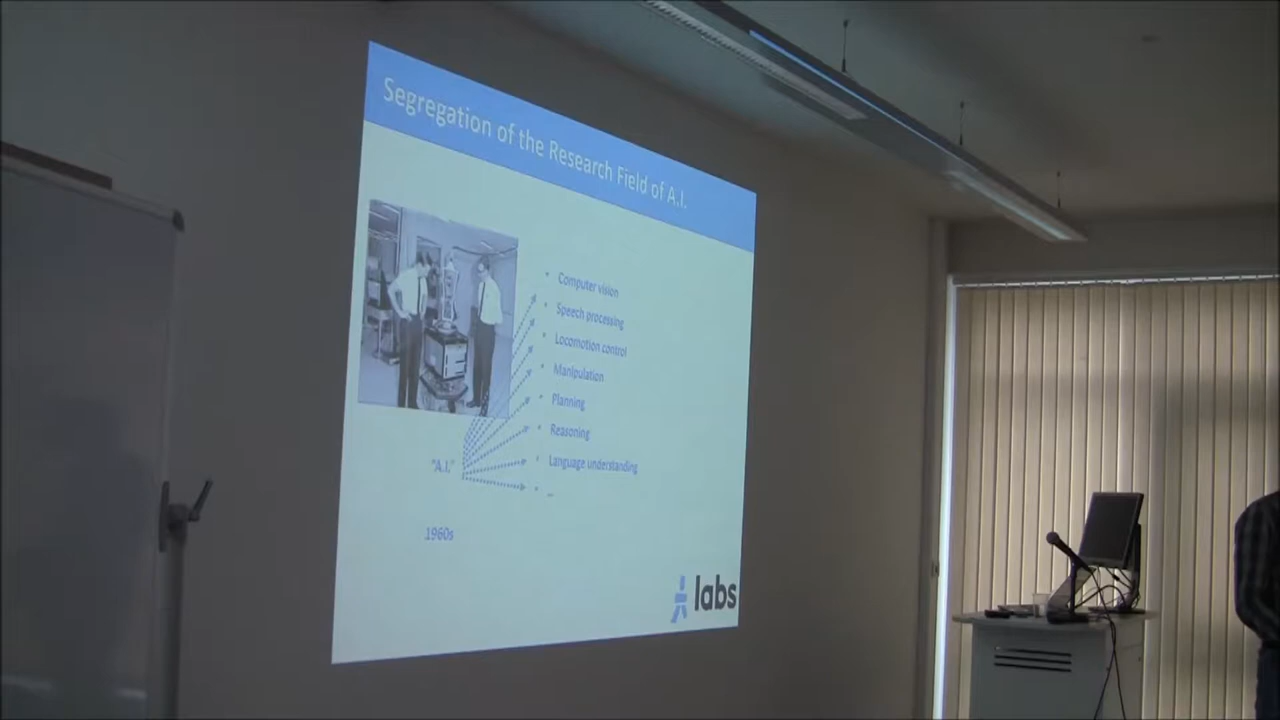 Segregation of the Research Field of A.I.
• Computer vision
• Speech processing
• Locomotion control
• Manipulation
• Planning
• Reasoning
• Language understanding
• ...
"A.I."
1960s
labs